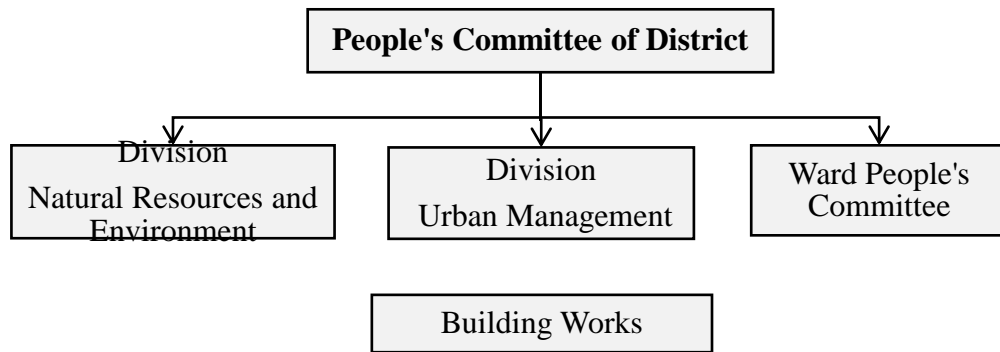 People's Committee of District
Division
Natural Resources and
Environment
Division
Urban Management
Ward People's
Committee
Building Works